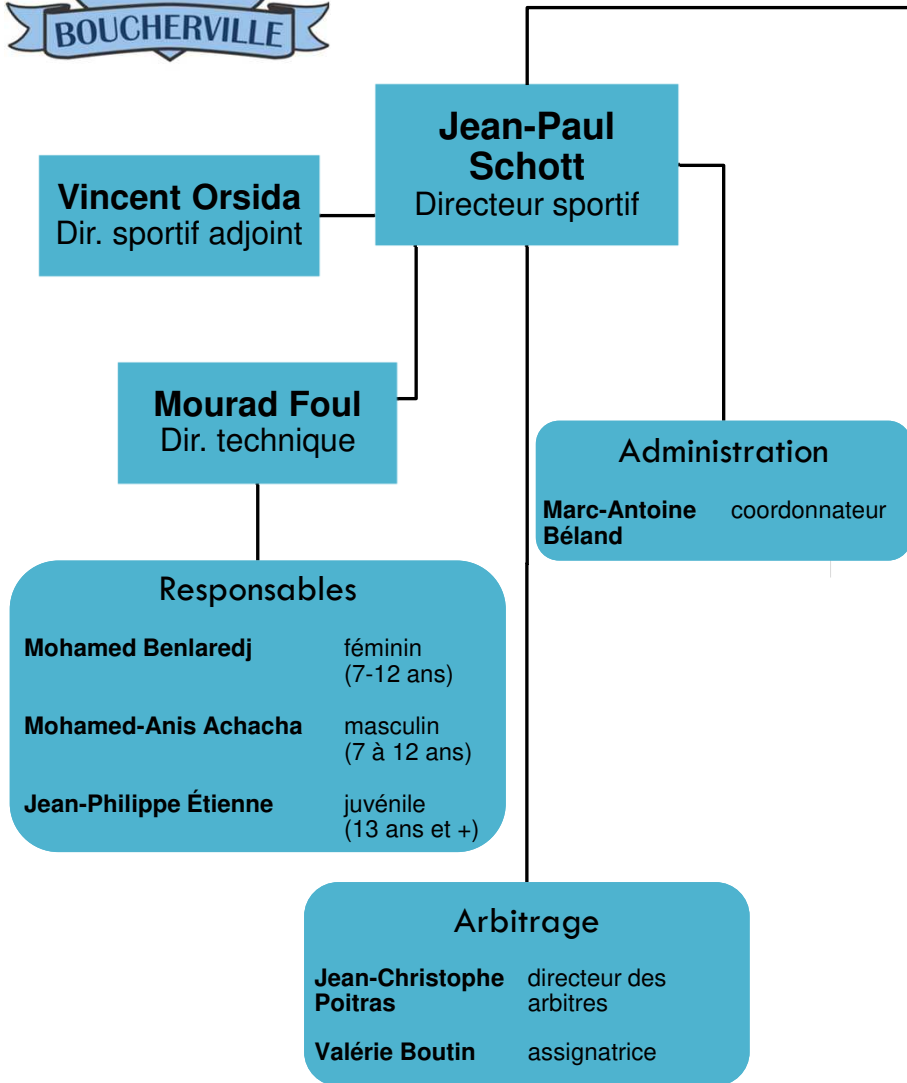 BOUCHERVILLE
Jean-Paul
Schott
Directeur sportif
Vincent Orsida
Dir. sportif adjoint
Mourad Foul
Dir. technique
Administration
Marc-Antoine coordonnateur
Béland
Responsables
Mohamed Benlaredj féminin
(7-12 ans)
Mohamed-Anis Achacha masculin
(7 à 12 ans)
Jean-Philippe Étienne juvénile
(13 ans et +)
Arbitrage
Jean-Christophe directeur des
Poitras arbitres
Valérie Boutin assignatrice